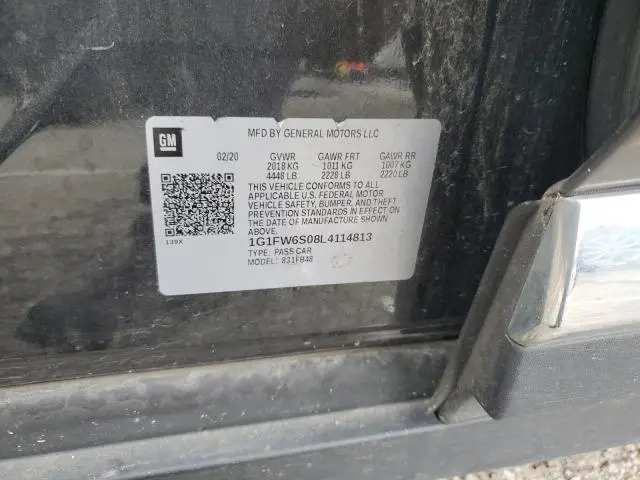 GM
MFD BY GENERAL MOTORS LLC
02/20 GVWR GAWR FRT GAWR RR
2018 KG 1011 KG 1007 KG
4448 LB 2228 LB 2220 LB
THIS VEHICLE CONFORMS TO ALL
APPLICABLE U.S. FEDERAL MOTOR
VEHICLE SAFETY, BUMPER, AND THEFT
PREVENTION STANDARDS IN EFFECT ON
THE DATE OF MANUFACTURE SHOWN
ABOVE.
139X
1G1FW6S08L4114813
TYPE: PASS CAR
MODEL: 831FB48